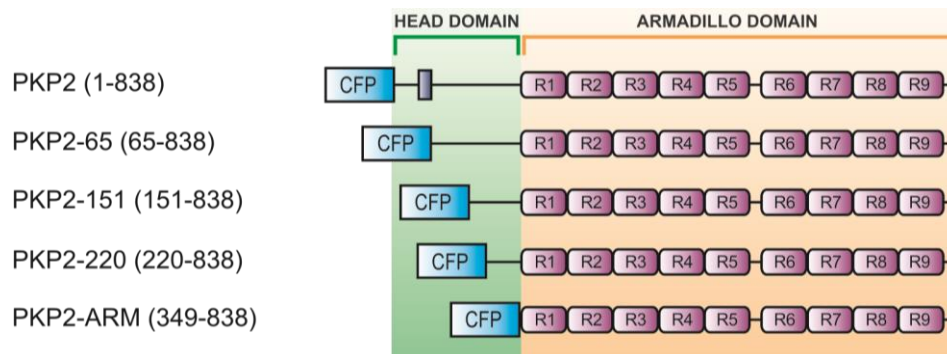 HEAD DOMAIN ARMADILLO DOMAIN
PKP2 (1-838) CFP R1 R2 R3 R4 R5 R6 R7 R8 R9
PKP2-65 (65-838) CFP R1 R2 R3 R4 R5 R6 R7 R8 R9
PKP2-151 (151-838) CFP R1 R2 R3 R4 R5 R6 R7 R8 R9
PKP2-220 (220-838) CFP R1 R2 R3 R4 R5 R6 R7 R8 R9
PKP2-ARM (349-838) CFP R1 R2 R3 R4 R5 R6 R7 R8 R9